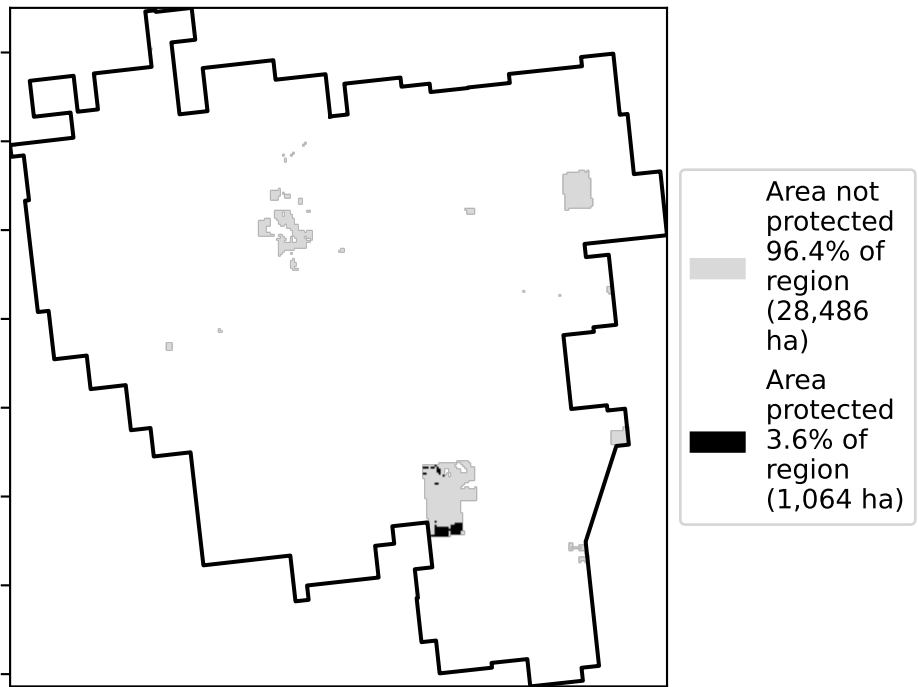 Area not
protected
96.4% of
region
(28,486
ha)
Area
protected
3.6% of
region
(1,064 ha)